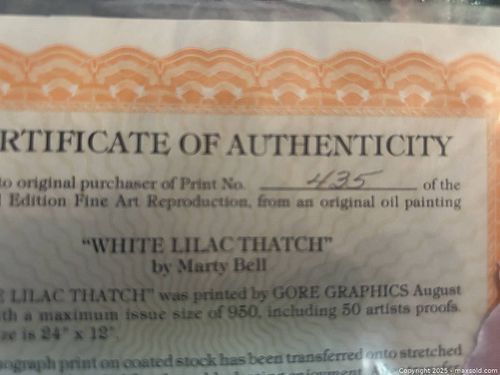 RTIFICATE OF AUTHENTICITY
to original purchaser of Print No. 435 of the
Edition Fine Art Reproduction, from an original oil painting
"WHITE LILAC THATCH"
by Marty Bell
E LILAC THATCH" was printed by GORE GRAPHICS August
th a maximum issue size of 950, including 50 artists proofs.
ze is 24" x 12".
ograph print on coated stock has been transferred onto stretched
Copyright 2025 - maxsold.com